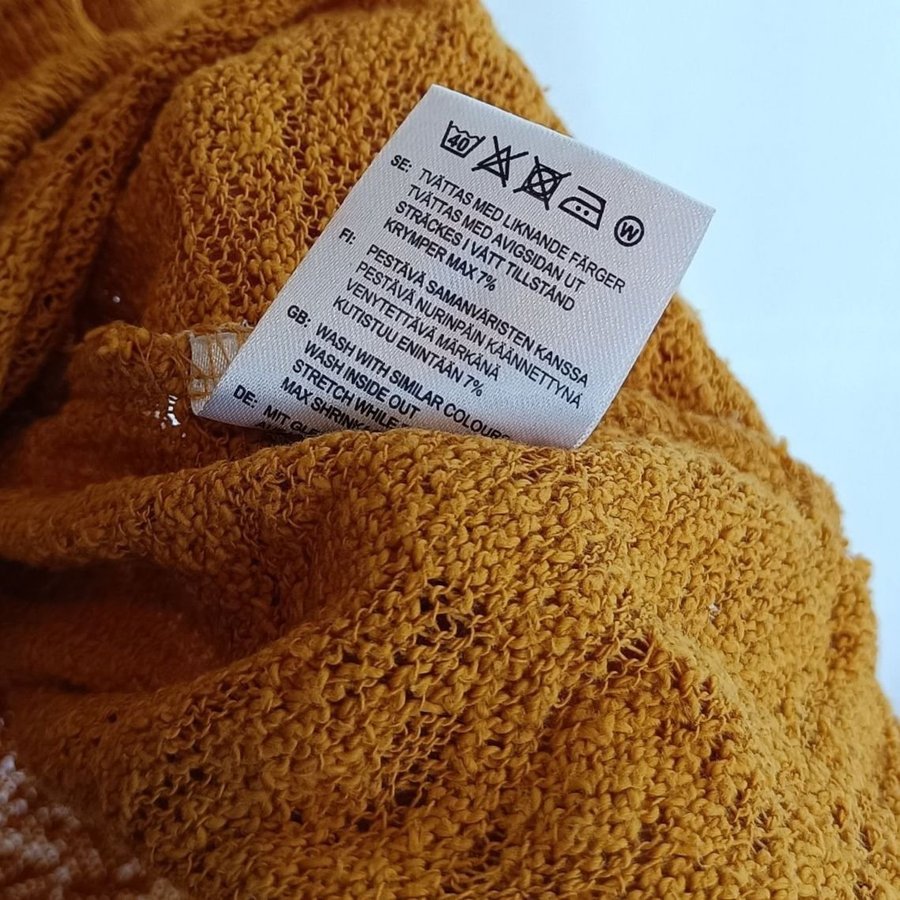 40 W
SE: TVÄTTAS MED LIKNANDE FÄRGER
TVÄTTAS MED AVIGSIDAN UT
STRÄCKES I VÅTT TILLSTÅND
KRYMPER MAX 7%
FI: PESTÄVÄ SAMANVÄRISTEN KANSSA
PESTÄVÄ NURINPÄIN KÄÄNNETTYNÄ
VENYTETTÄVÄ MÄRKÄNÄ
KUTISTUU ENINTÄÄN 7%
GB: WASH WITH SIMILAR COLOURS
WASH INSIDE OUT
STRETCH WHILE
MAX SHRINK
DE: MIT